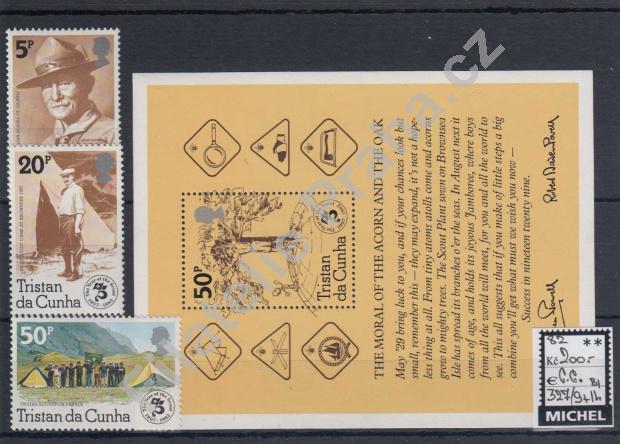 5P
20P
Tristan
da Cunha
50P
Tristan da Cunha
50P
Tristan
da Cunha
THE MORAL OF THE ACORN AND THE OAK
May '29 bring luck to you, and if your chances look but
small, remember this — they may expand, it's not a hope-
less thing at all. From tiny atoms atolls come and acorns
grow to mighty trees. The Scout Plant sown on Brownsea
Isle has spread its branches o'er the seas. In August next it
comes of age, and holds its joyous Jamboree, where boys
from all the world will meet, for you and all the world to
see. This all suggests that if you make of little steps a big
combine you'll get what must we wish you now —
Success in nineteen twenty nine.
82 **
Kč 200.-
MICHEL